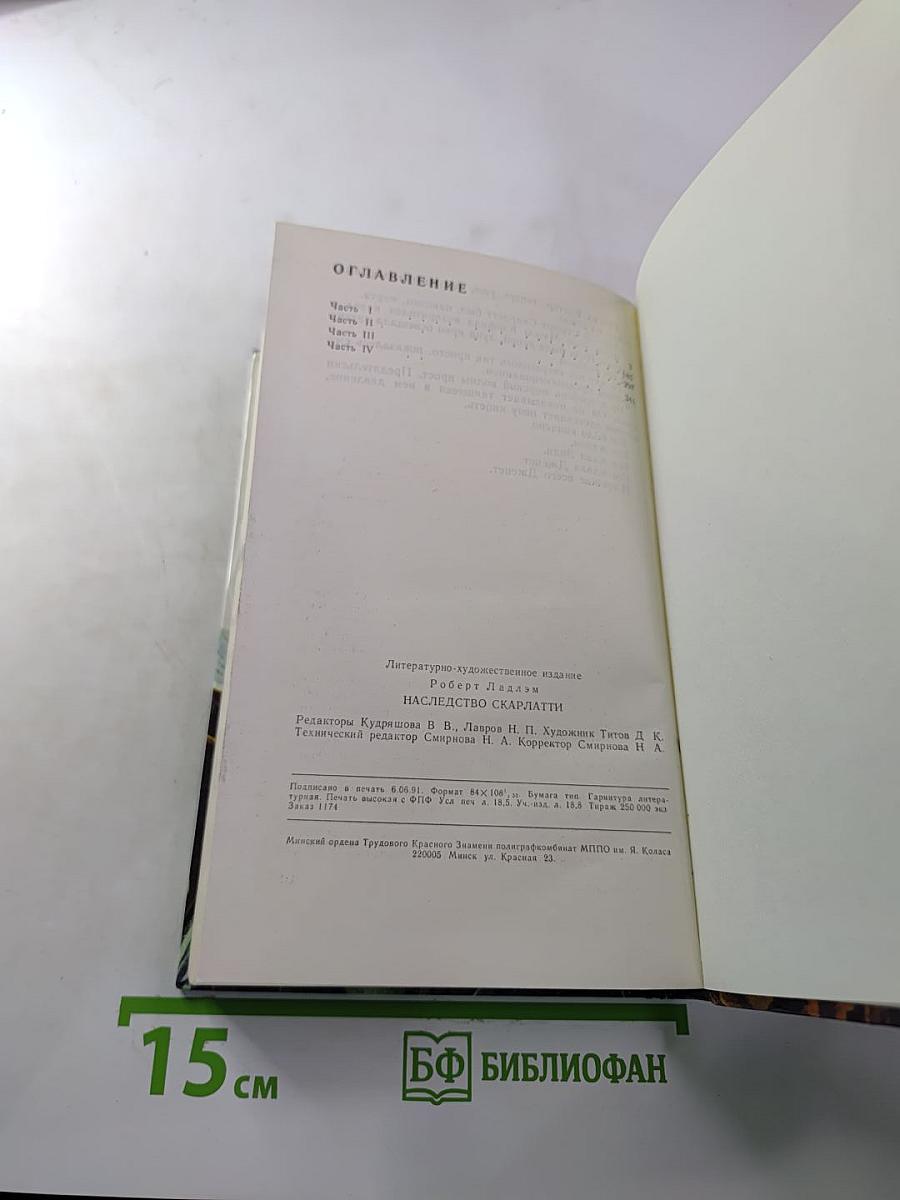 ОГЛАВЛЕНИЕ
Часть I
Часть II
Часть III
Часть IV
Литературно-художественное издание
Роберт Ладлэм
НАСЛЕДСТВО СКАРЛАТТИ
Редакторы Кудряшова В В., Лавров Н. П. Художник Титов Д К.
Технический редактор Смирнова Н. А. Корректор Смирнова Н А.
Подписано в печать 6.06.91. Формат 84×108¹/₃₂. Бумага тип Гарнитура литера-
турная. Печать высокая с ФПФ Усл печ л. 18,5. Уч.-изд. л. 18,8 Тираж 250 000 экз
Заказ 1174
Минский ордена Трудового Красного Знамени полиграфкомбинат МППО им. Я. Коласа
220005 Минск ул. Красная 23.
15 см
БФ БИБЛИОФАН